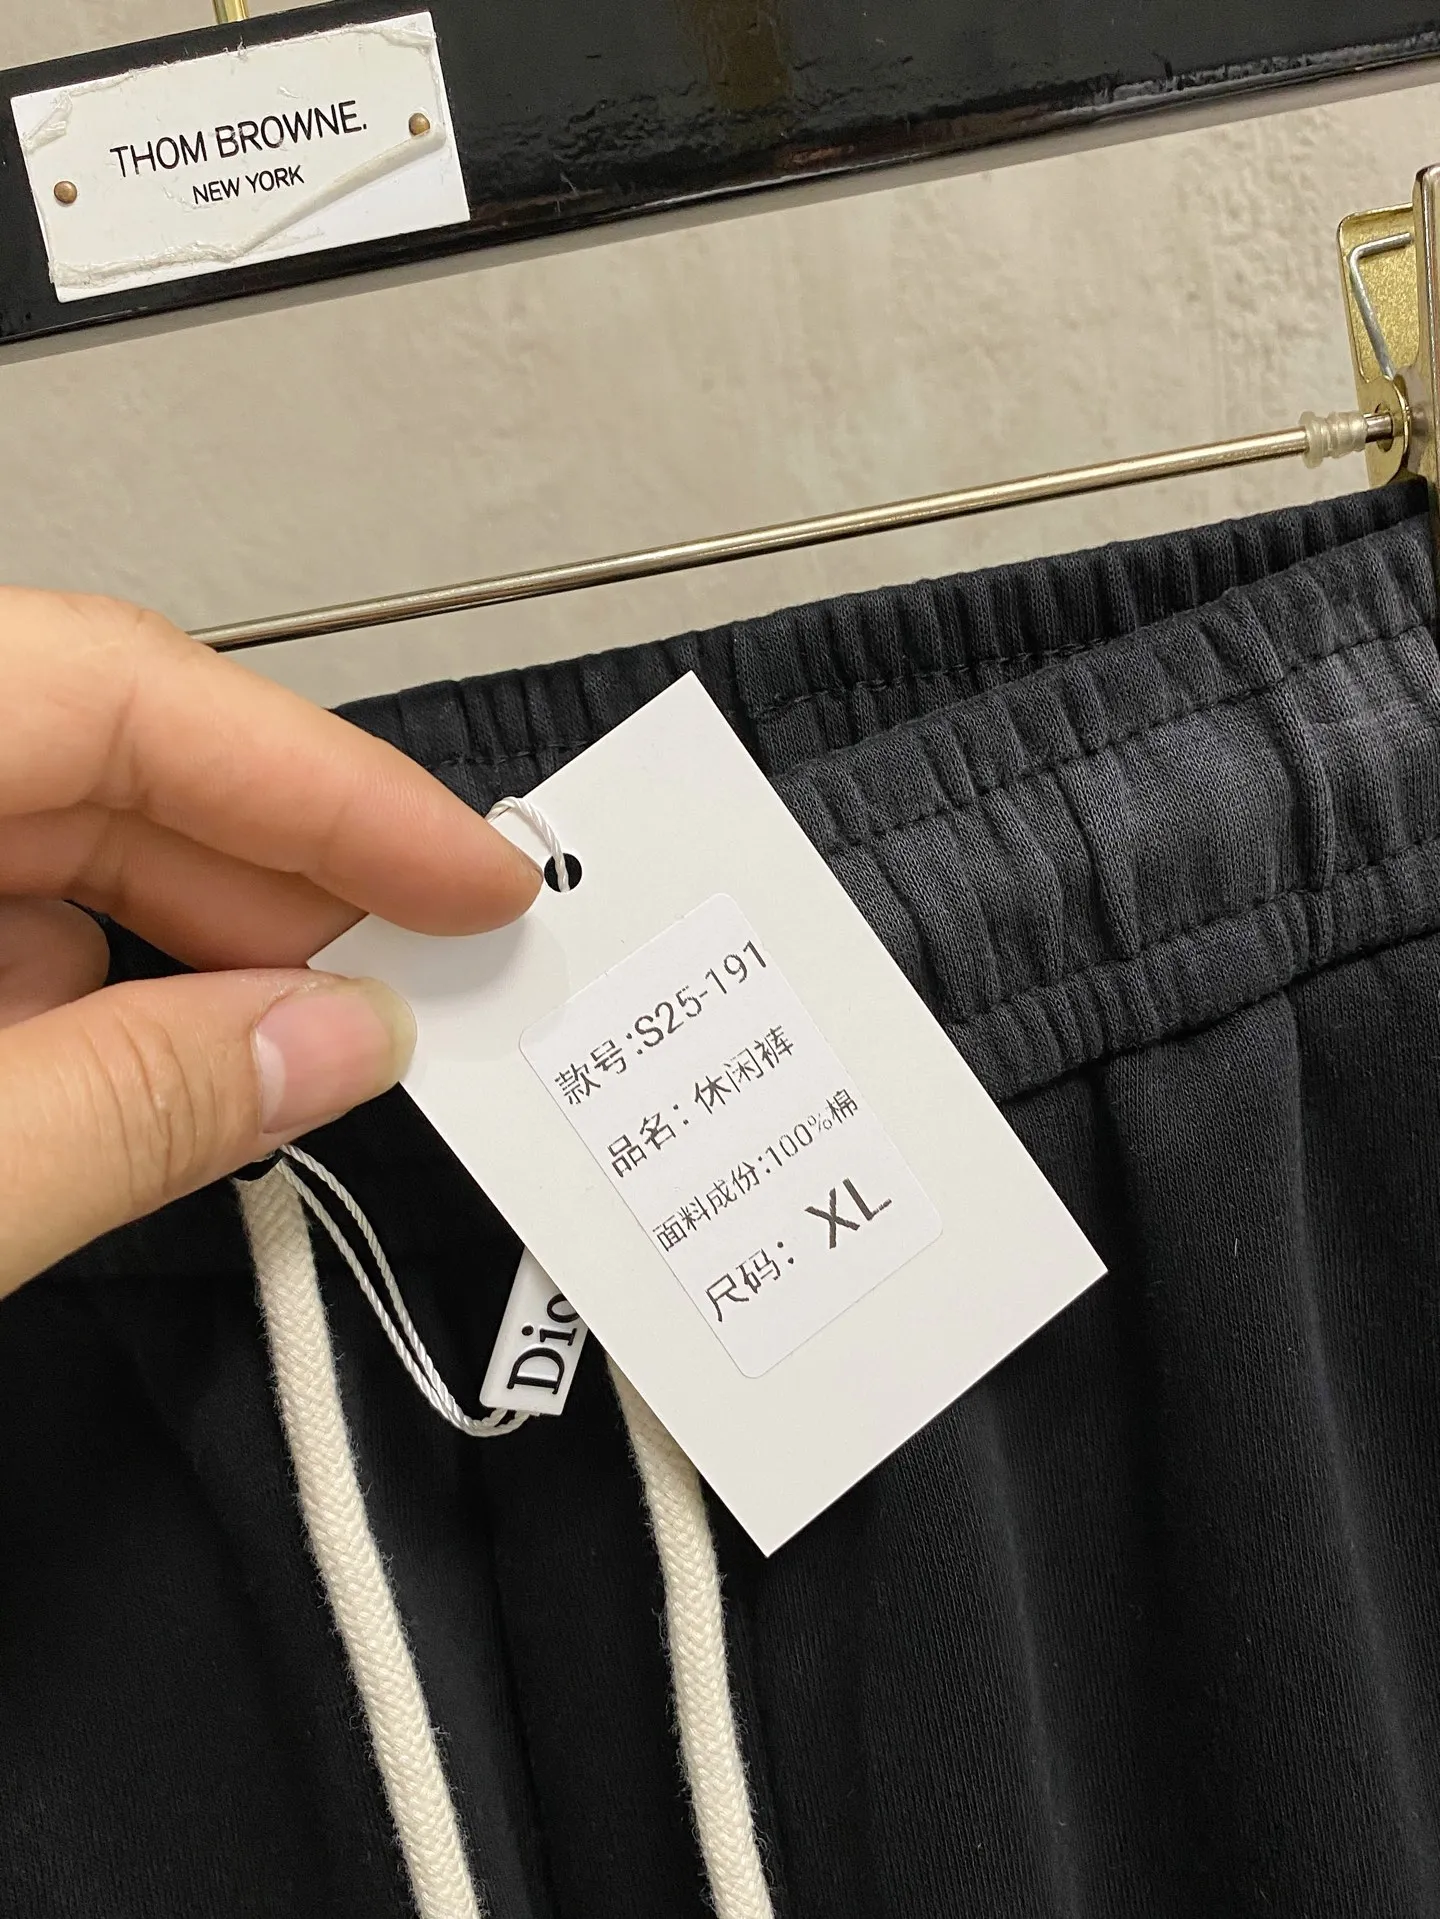 THOM BROWNE.
NEW YORK
款号:S25-191
品名: 休闲裤
面料成份:100%棉
尺码: XL
Dio